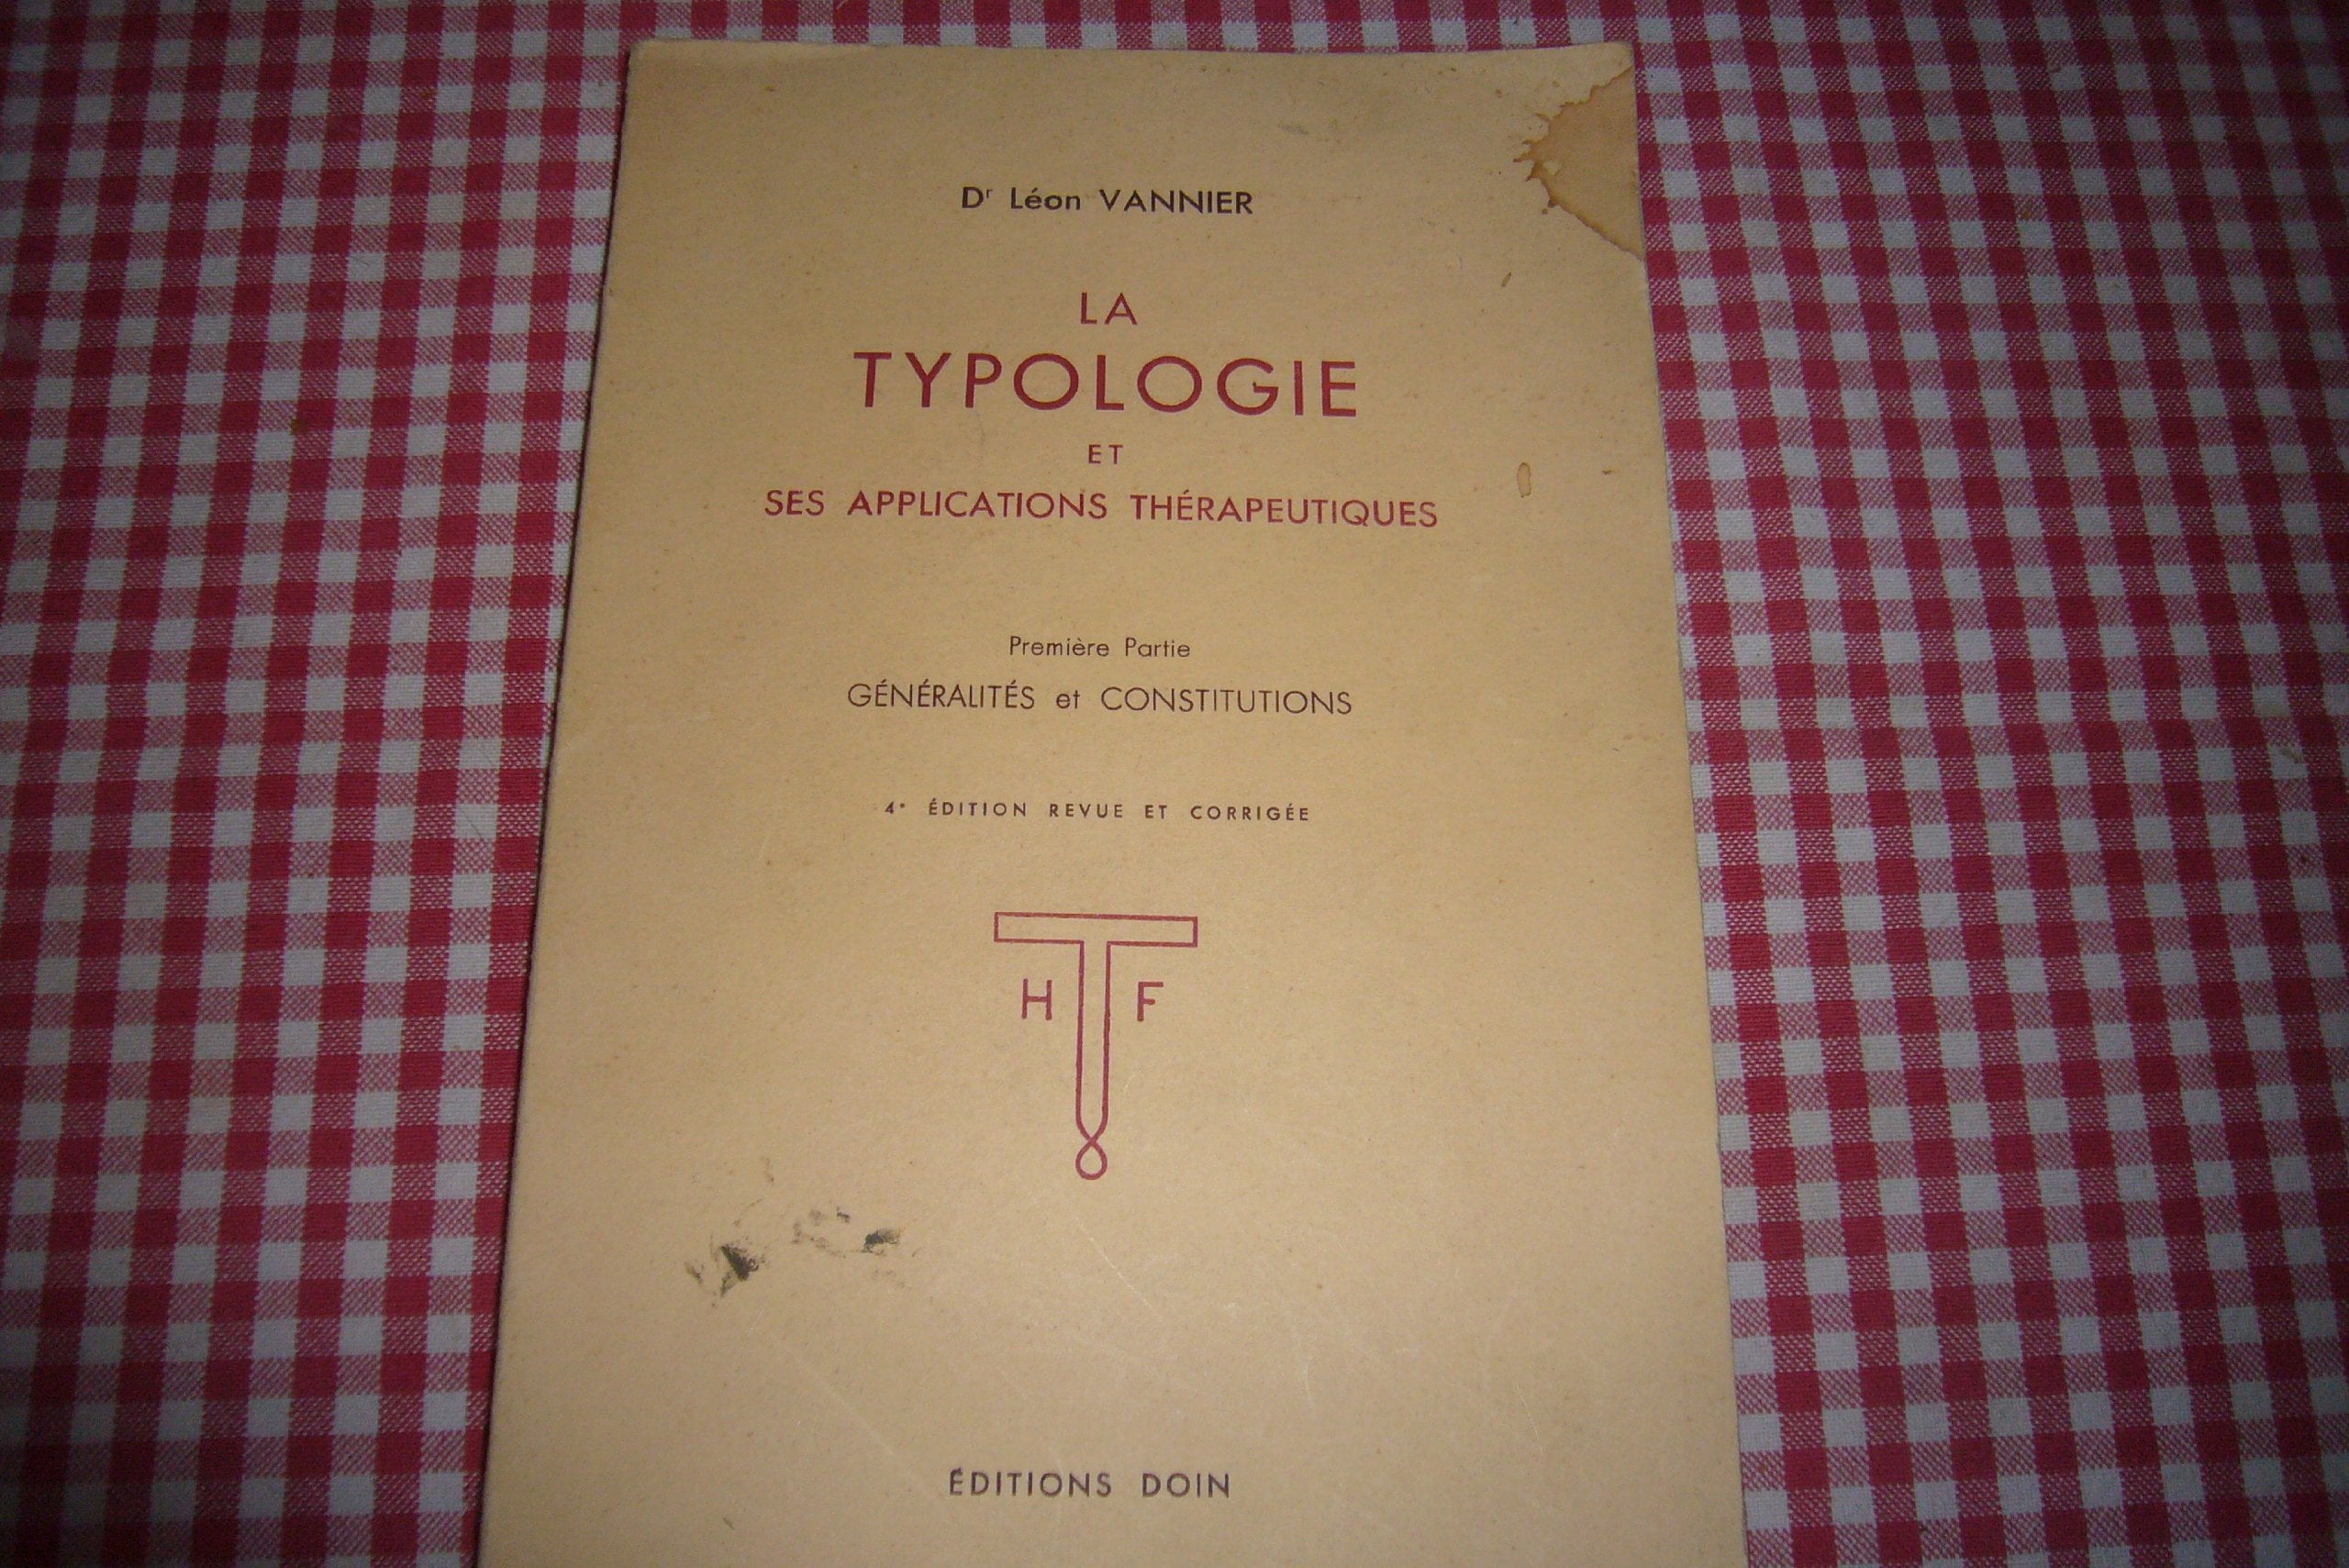 Dʳ Léon VANNIER
LA
TYPOLOGIE
ET
SES APPLICATIONS THÉRAPEUTIQUES
Première Partie
GÉNÉRALITÉS et CONSTITUTIONS
4ᵉ ÉDITION REVUE ET CORRIGÉE
H T F
ÉDITIONS DOIN